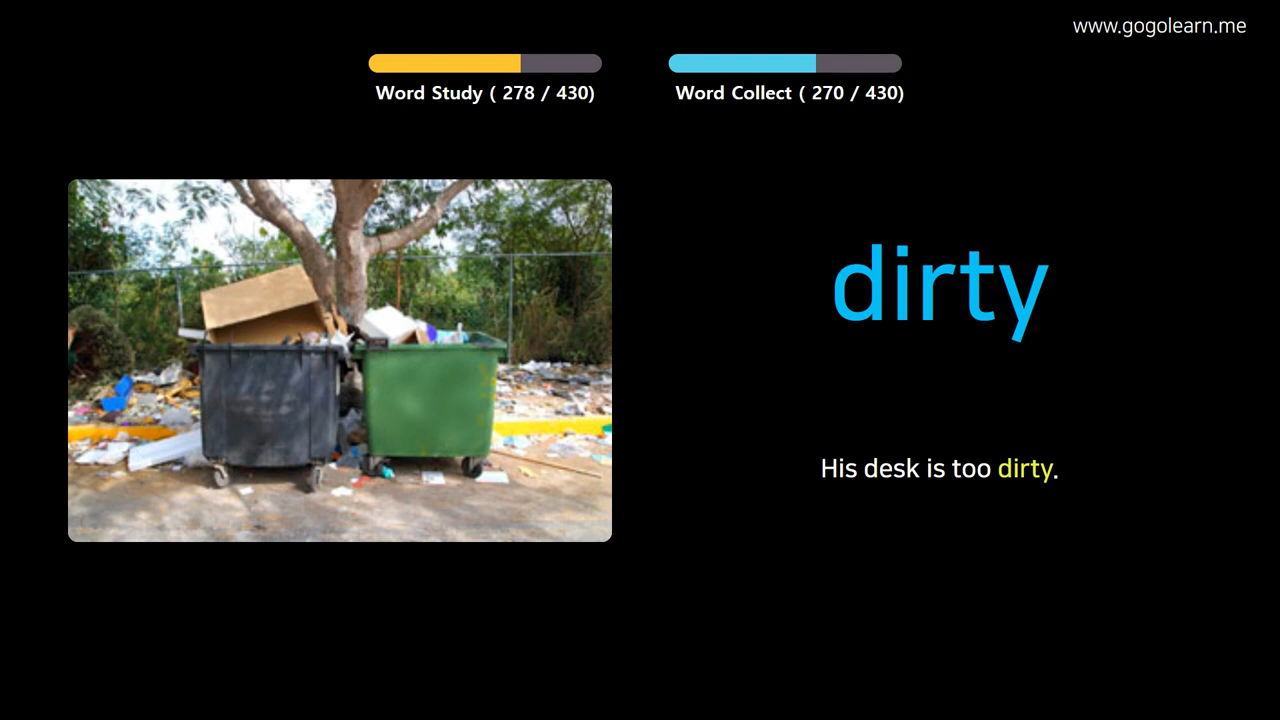 www.gogolearn.me
Word Study ( 278 / 430)
Word Collect ( 270 / 430)
dirty
His desk is too dirty.